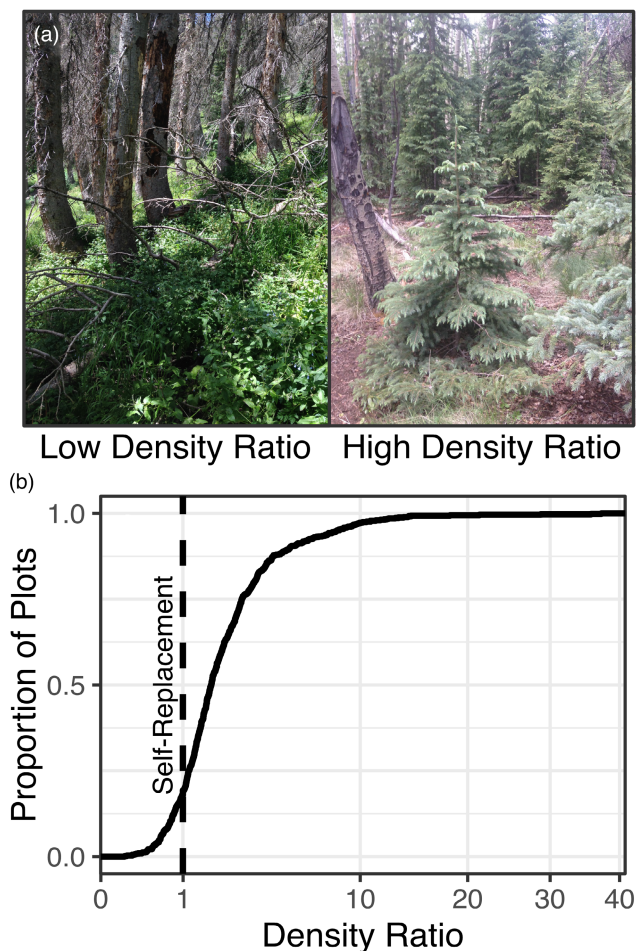 (a)
Low Density Ratio
High Density Ratio
(b)
Proportion of Plots
1.0
0.5
0.0
Self-Replacement
0 1 10 20 30 40
Density Ratio